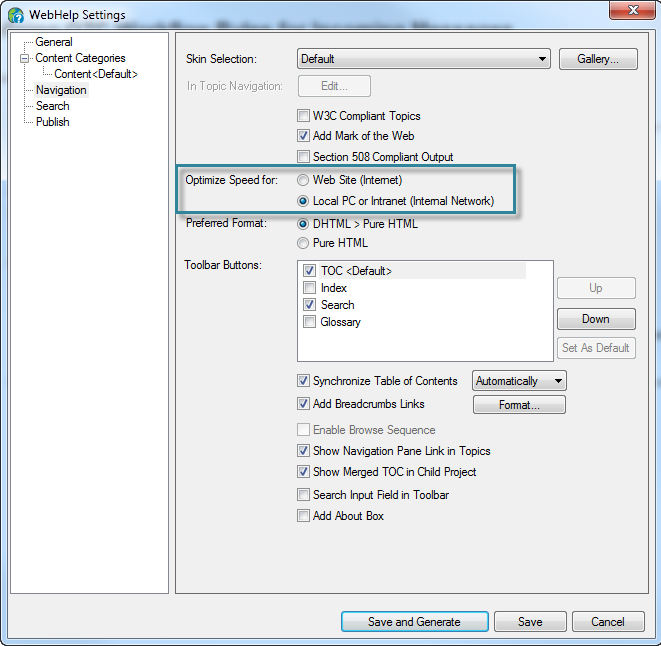 WebHelp Settings
General
Content Categories
Content<Default>
Navigation
Search
Publish
Skin Selection: Default Gallery...
In Topic Navigation: Edit...
W3C Compliant Topics
Add Mark of the Web
Section 508 Compliant Output
Optimize Speed for: Web Site (Internet)
Local PC or Intranet (Internal Network)
Preferred Format: DHTML > Pure HTML
Pure HTML
Toolbar Buttons: TOC <Default>
Index
Search
Glossary
Up
Down
Set As Default
Synchronize Table of Contents Automatically
Add Breadcrumbs Links Format...
Enable Browse Sequence
Show Navigation Pane Link in Topics
Show Merged TOC in Child Project
Search Input Field in Toolbar
Add About Box
Save and Generate Save Cancel